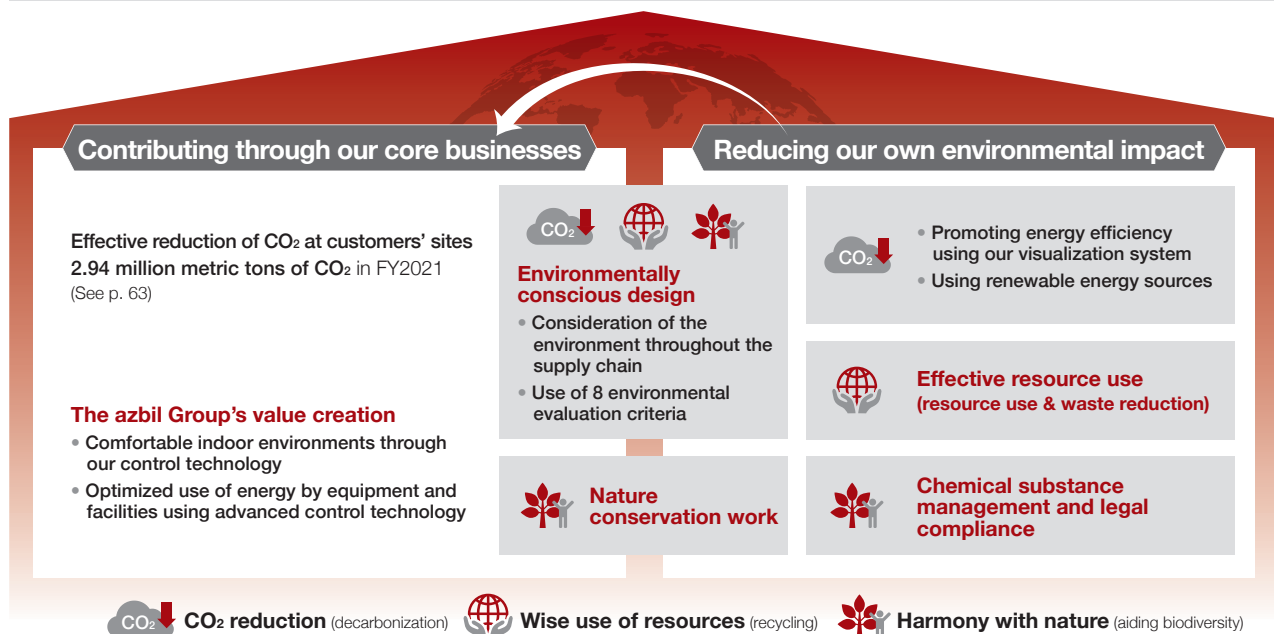 Contributing through our core businesses
Effective reduction of CO₂ at customers' sites
2.94 million metric tons of CO₂ in FY2021
(See p. 63)
The azbil Group's value creation
• Comfortable indoor environments through
our control technology
• Optimized use of energy by equipment and
facilities using advanced control technology
CO₂
Environmentally
conscious design
• Consideration of the
environment throughout the
supply chain
• Use of 8 environmental
evaluation criteria
Nature
conservation work
Reducing our own environmental impact
CO₂
• Promoting energy efficiency
using our visualization system
• Using renewable energy sources
Effective resource use
(resource use & waste reduction)
Chemical substance
management and legal
compliance
CO₂ CO₂ reduction (decarbonization)
Wise use of resources (recycling)
Harmony with nature (aiding biodiversity)